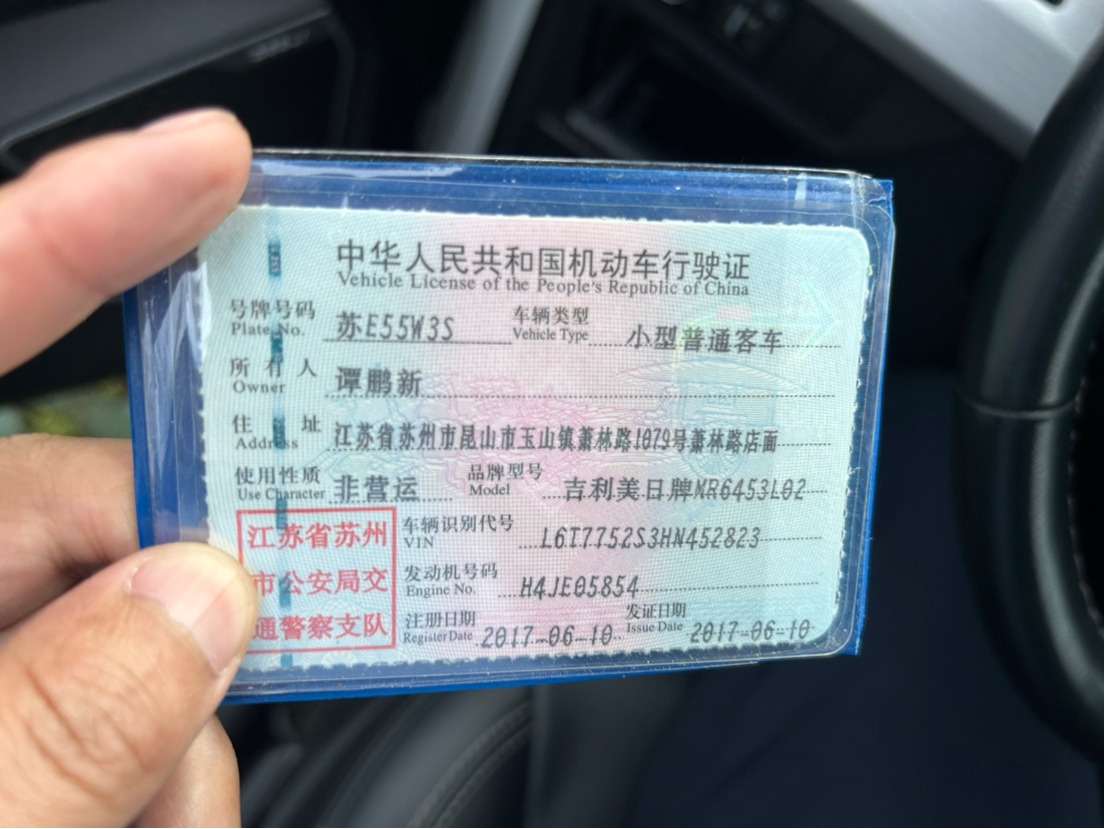 中华人民共和国机动车行驶证
Vehicle License of the People's Republic of China
号牌号码 苏E55W3S 车辆类型 小型普通客车
Plate No. Vehicle Type
所有人 谭鹏新
Owner
住址 江苏省苏州市昆山市玉山镇萧林路1079号萧林路店面
Address
使用性质 非营运 品牌型号 吉利美日牌MR6453L02
Use Character Model
江苏省苏州
市公安局交
通警察支队
车辆识别代号 L6T7752S3HN452823
VIN
发动机号码 H4JE05854
Engine No.
注册日期 2017-06-10 发证日期 2017-06-10
Register Date Issue Date